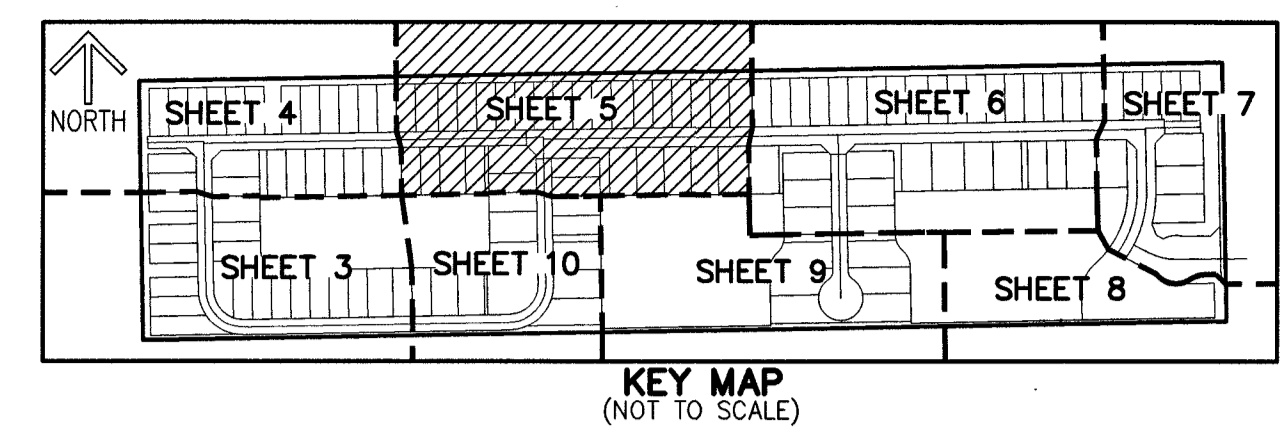 NORTH
SHEET 4
SHEET 5
SHEET 6
SHEET 7
SHEET 3
SHEET 10
SHEET 9
SHEET 8
KEY MAP
(NOT TO SCALE)